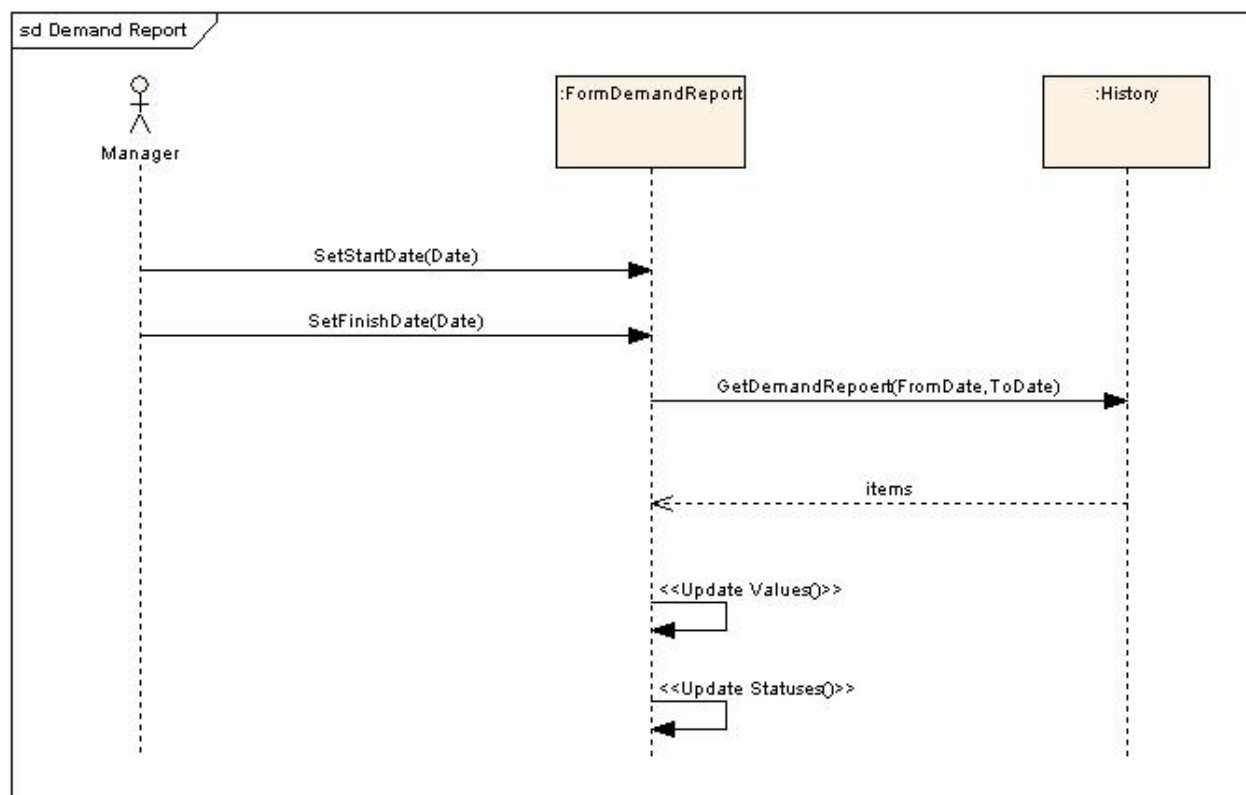 sd Demand Report
Manager
:FormDemandReport
:History
SetStartDate(Date)
SetFinishDate(Date)
GetDemandRepoert(FromDate,ToDate)
items
<<Update Values()>>
<<Update Statuses()>>